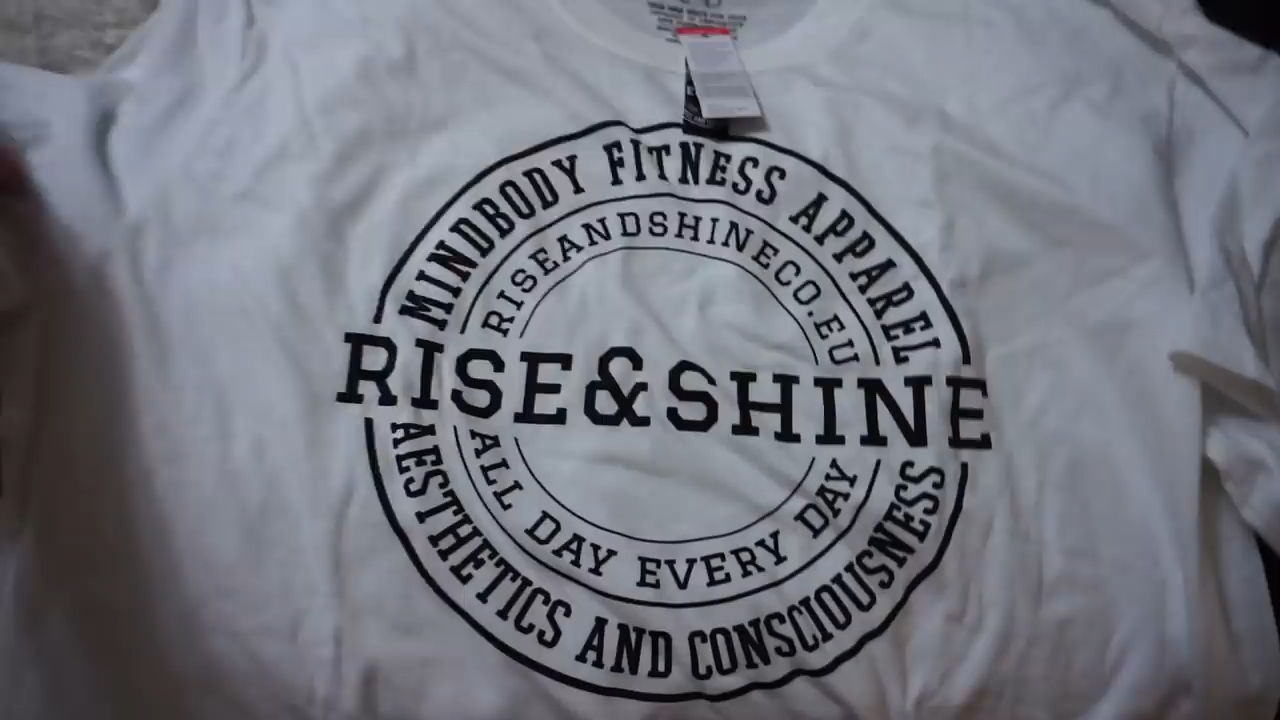 MINDBODY FITNESS APPAREL
RISEANDSHINECO.EU
RISE&SHINE
ALL DAY EVERY DAY
AESTHETICS AND CONSCIOUSNESS